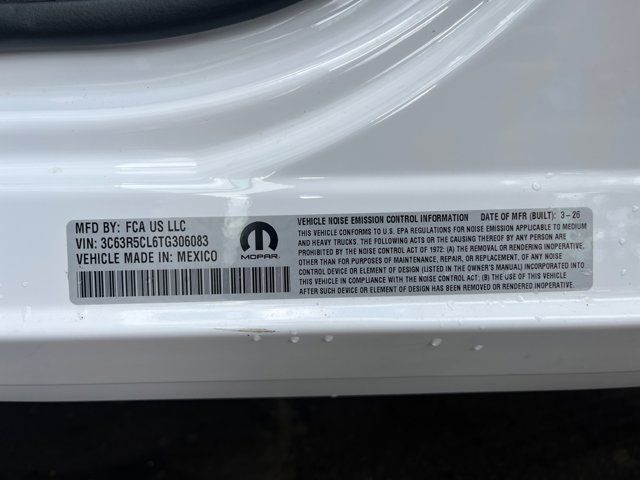 MFD BY: FCA US LLC
VIN: 3C63R5CL6TG306083
VEHICLE MADE IN: MEXICO
MOPAR
VEHICLE NOISE EMISSION CONTROL INFORMATION DATE OF MFR (BUILT): 3-26
THIS VEHICLE CONFORMS TO U.S. EPA REGULATIONS FOR NOISE EMISSION APPLICABLE TO MEDIUM
AND HEAVY TRUCKS. THE FOLLOWING ACTS OR THE CAUSING THEREOF BY ANY PERSON ARE PROHIBITED
BY THE NOISE CONTROL ACT OF 1972: (A) THE REMOVAL OR RENDERING INOPERATIVE,
OTHER THAN FOR PURPOSES OF MAINTENANCE, REPAIR, OR REPLACEMENT, OF ANY NOISE
CONTROL DEVICE OR ELEMENT OF DESIGN (LISTED IN THE OWNER'S MANUAL) INCORPORATED INTO
THIS VEHICLE IN COMPLIANCE WITH THE NOISE CONTROL ACT; (B) THE USE OF THIS VEHICLE
AFTER SUCH DEVICE OR ELEMENT OF DESIGN HAS BEEN REMOVED OR RENDERED INOPERATIVE.